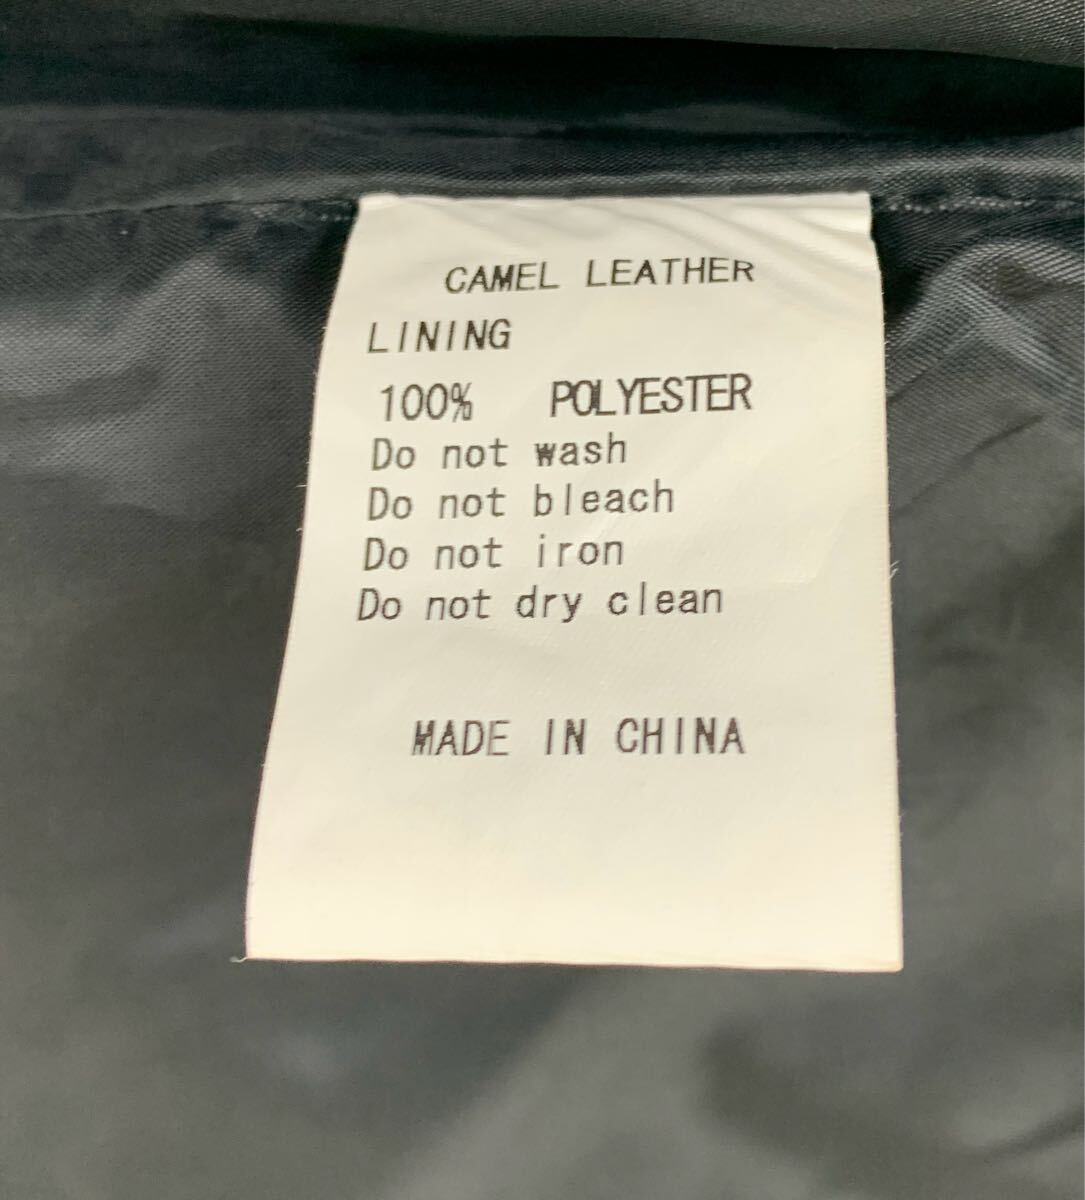 CAMEL LEATHER
LINING
100% POLYESTER
Do not wash
Do not bleach
Do not iron
Do not dry clean
MADE IN CHINA